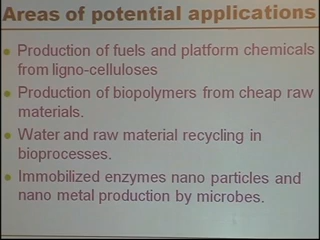 Areas of potential applications
Production of fuels and platform chemicals
from ligno-celluloses
Production of biopolymers from cheap raw
materials.
Water and raw material recycling in
bioprocesses.
Immobilized enzymes nano particles and
nano metal production by microbes.